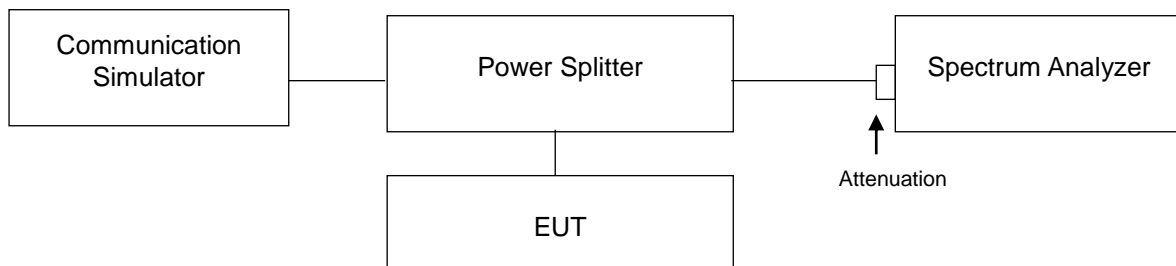 Communication
Simulator
Power Splitter
Spectrum Analyzer
Attenuation
EUT